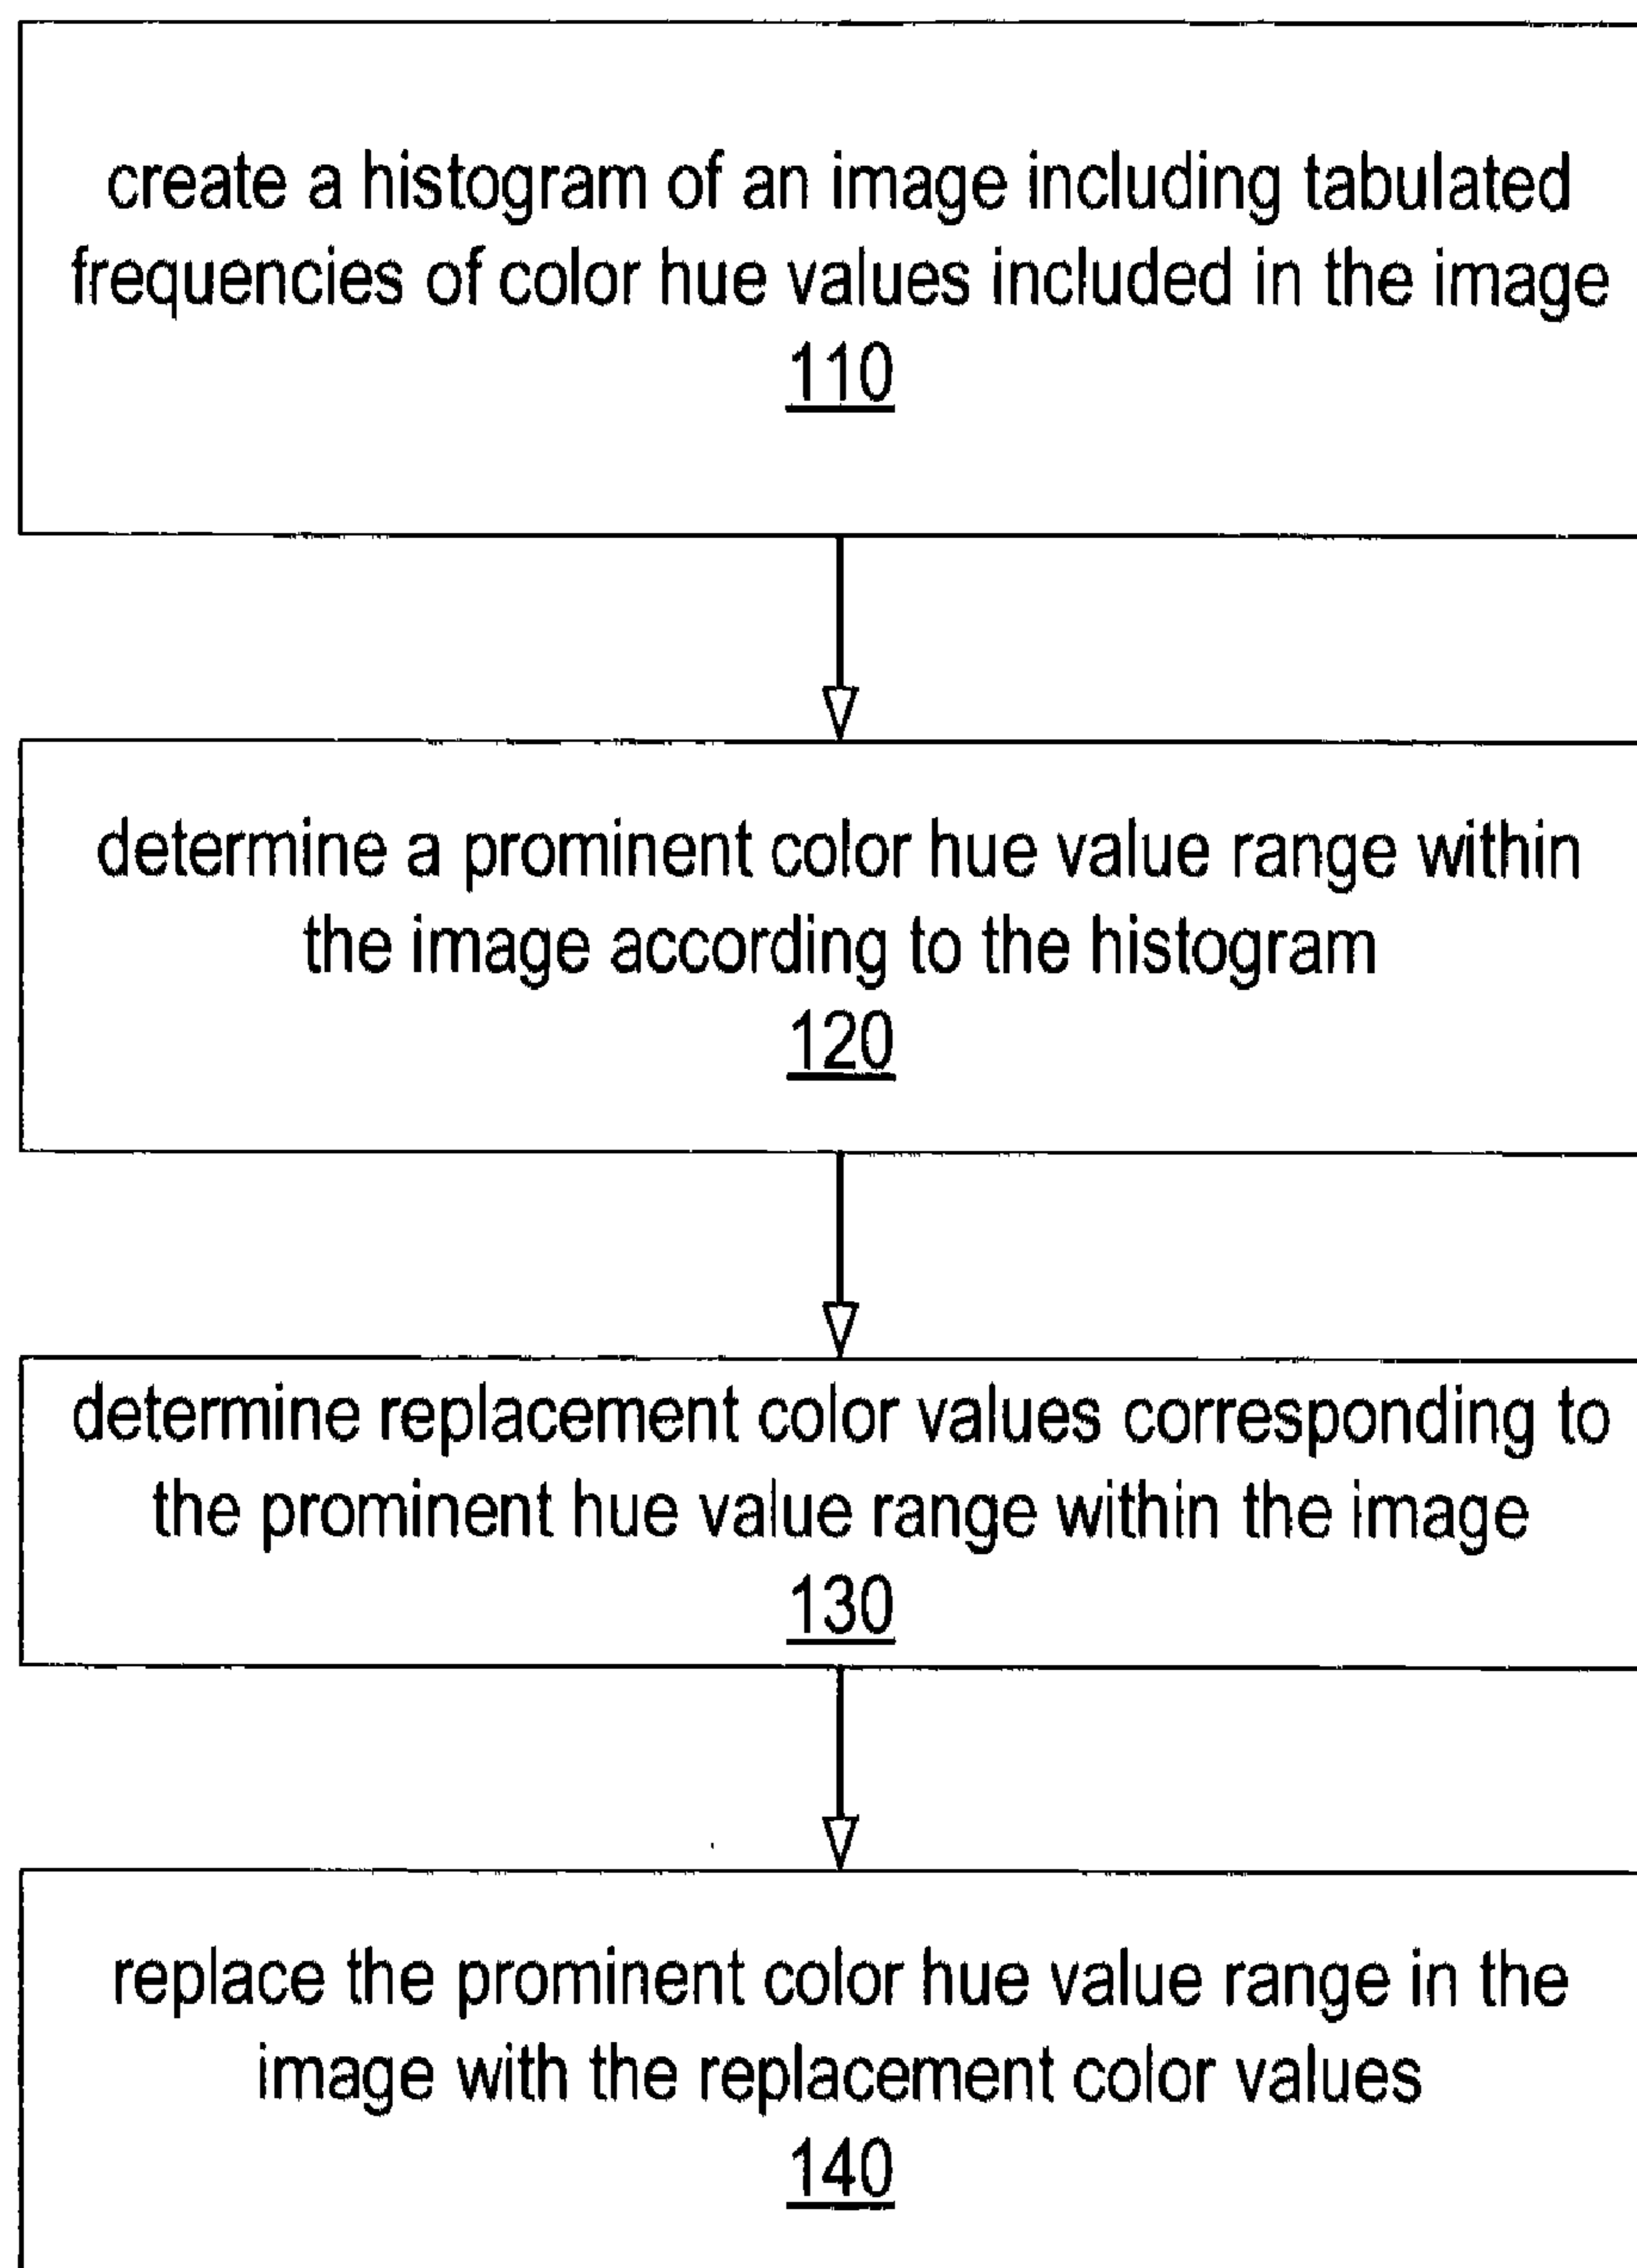 create a histogram of an image including tabulated
frequencies of color hue values included in the image
110
determine a prominent color hue value range within
the image according to the histogram
120
determine replacement color values corresponding to
the prominent hue value range within the image
130
replace the prominent color hue value range in the
image with the replacement color values
140